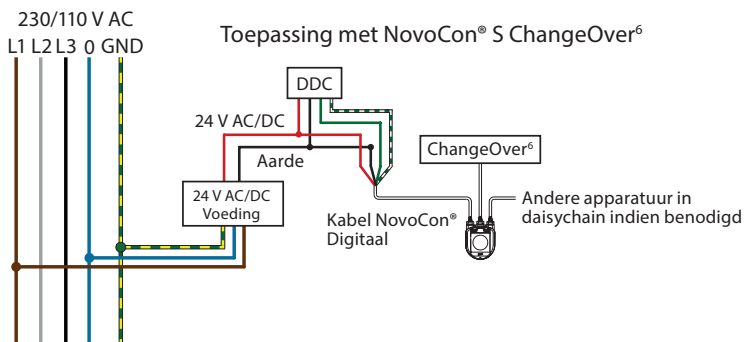 230/110 V AC
L1 L2 L3 0 GND
Toepassing met NovoCon® S ChangeOver⁶
DDC
24 V AC/DC
Aarde
ChangeOver⁶
24 V AC/DC
Voeding
Kabel NovoCon®
Digitaal
Andere apparatuur in
daisychain indien benodigd